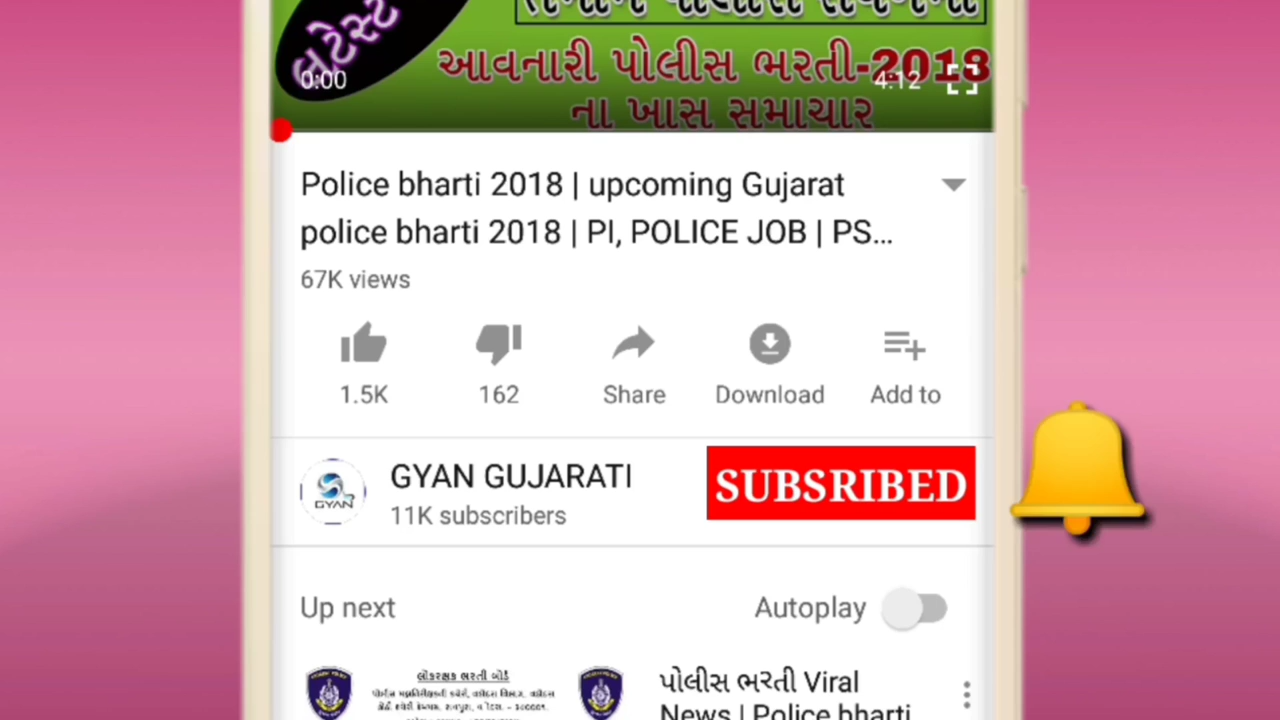 લેટેસ્ટ
આવનારી પોલીસ ભરતી-2018
0:00
4:12
ના ખાસ સમાચાર
Police bharti 2018 | upcoming Gujarat
police bharti 2018 | PI, POLICE JOB | PS...
67K views
1.5K
162
Share
Download
Add to
GYAN
GYAN GUJARATI
11K subscribers
SUBSRIBED
Up next
Autoplay
લોકરક્ષક ભરતી બોર્ડ
પોલીસ ભરતી Viral
News | Police bharti